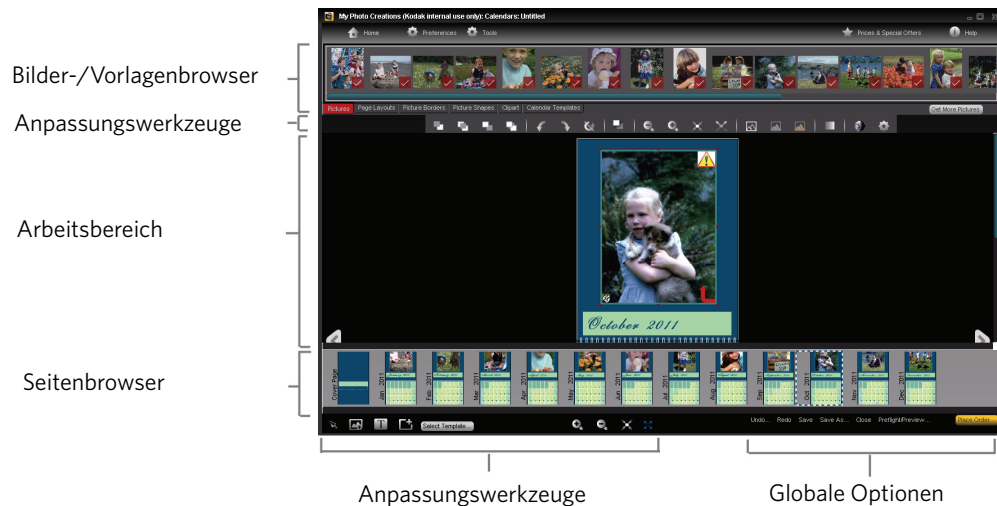 My Photo Creations (Kodak internal use only): Calendars: Untitled
Home Preferences Tools Prices & Special Offers Help
Bilder-/Vorlagenbrowser
Pictures Page Layouts Picture Borders Picture Shapes Clipart Calendar Templates Get More Pictures
Anpassungswerkzeuge
Arbeitsbereich
October 2011
Seitenbrowser
Cover Page
Jan 2011
Feb 2011
Mar 2011
Apr 2011
May 2011
Jun 2011
Jul 2011
Aug 2011
Sep 2011
Oct 2011
Nov 2011
Dec 2011
T Select Template... Undo... Redo Save Save As... Close Preflight/Preview... Place Order...
Anpassungswerkzeuge
Globale Optionen